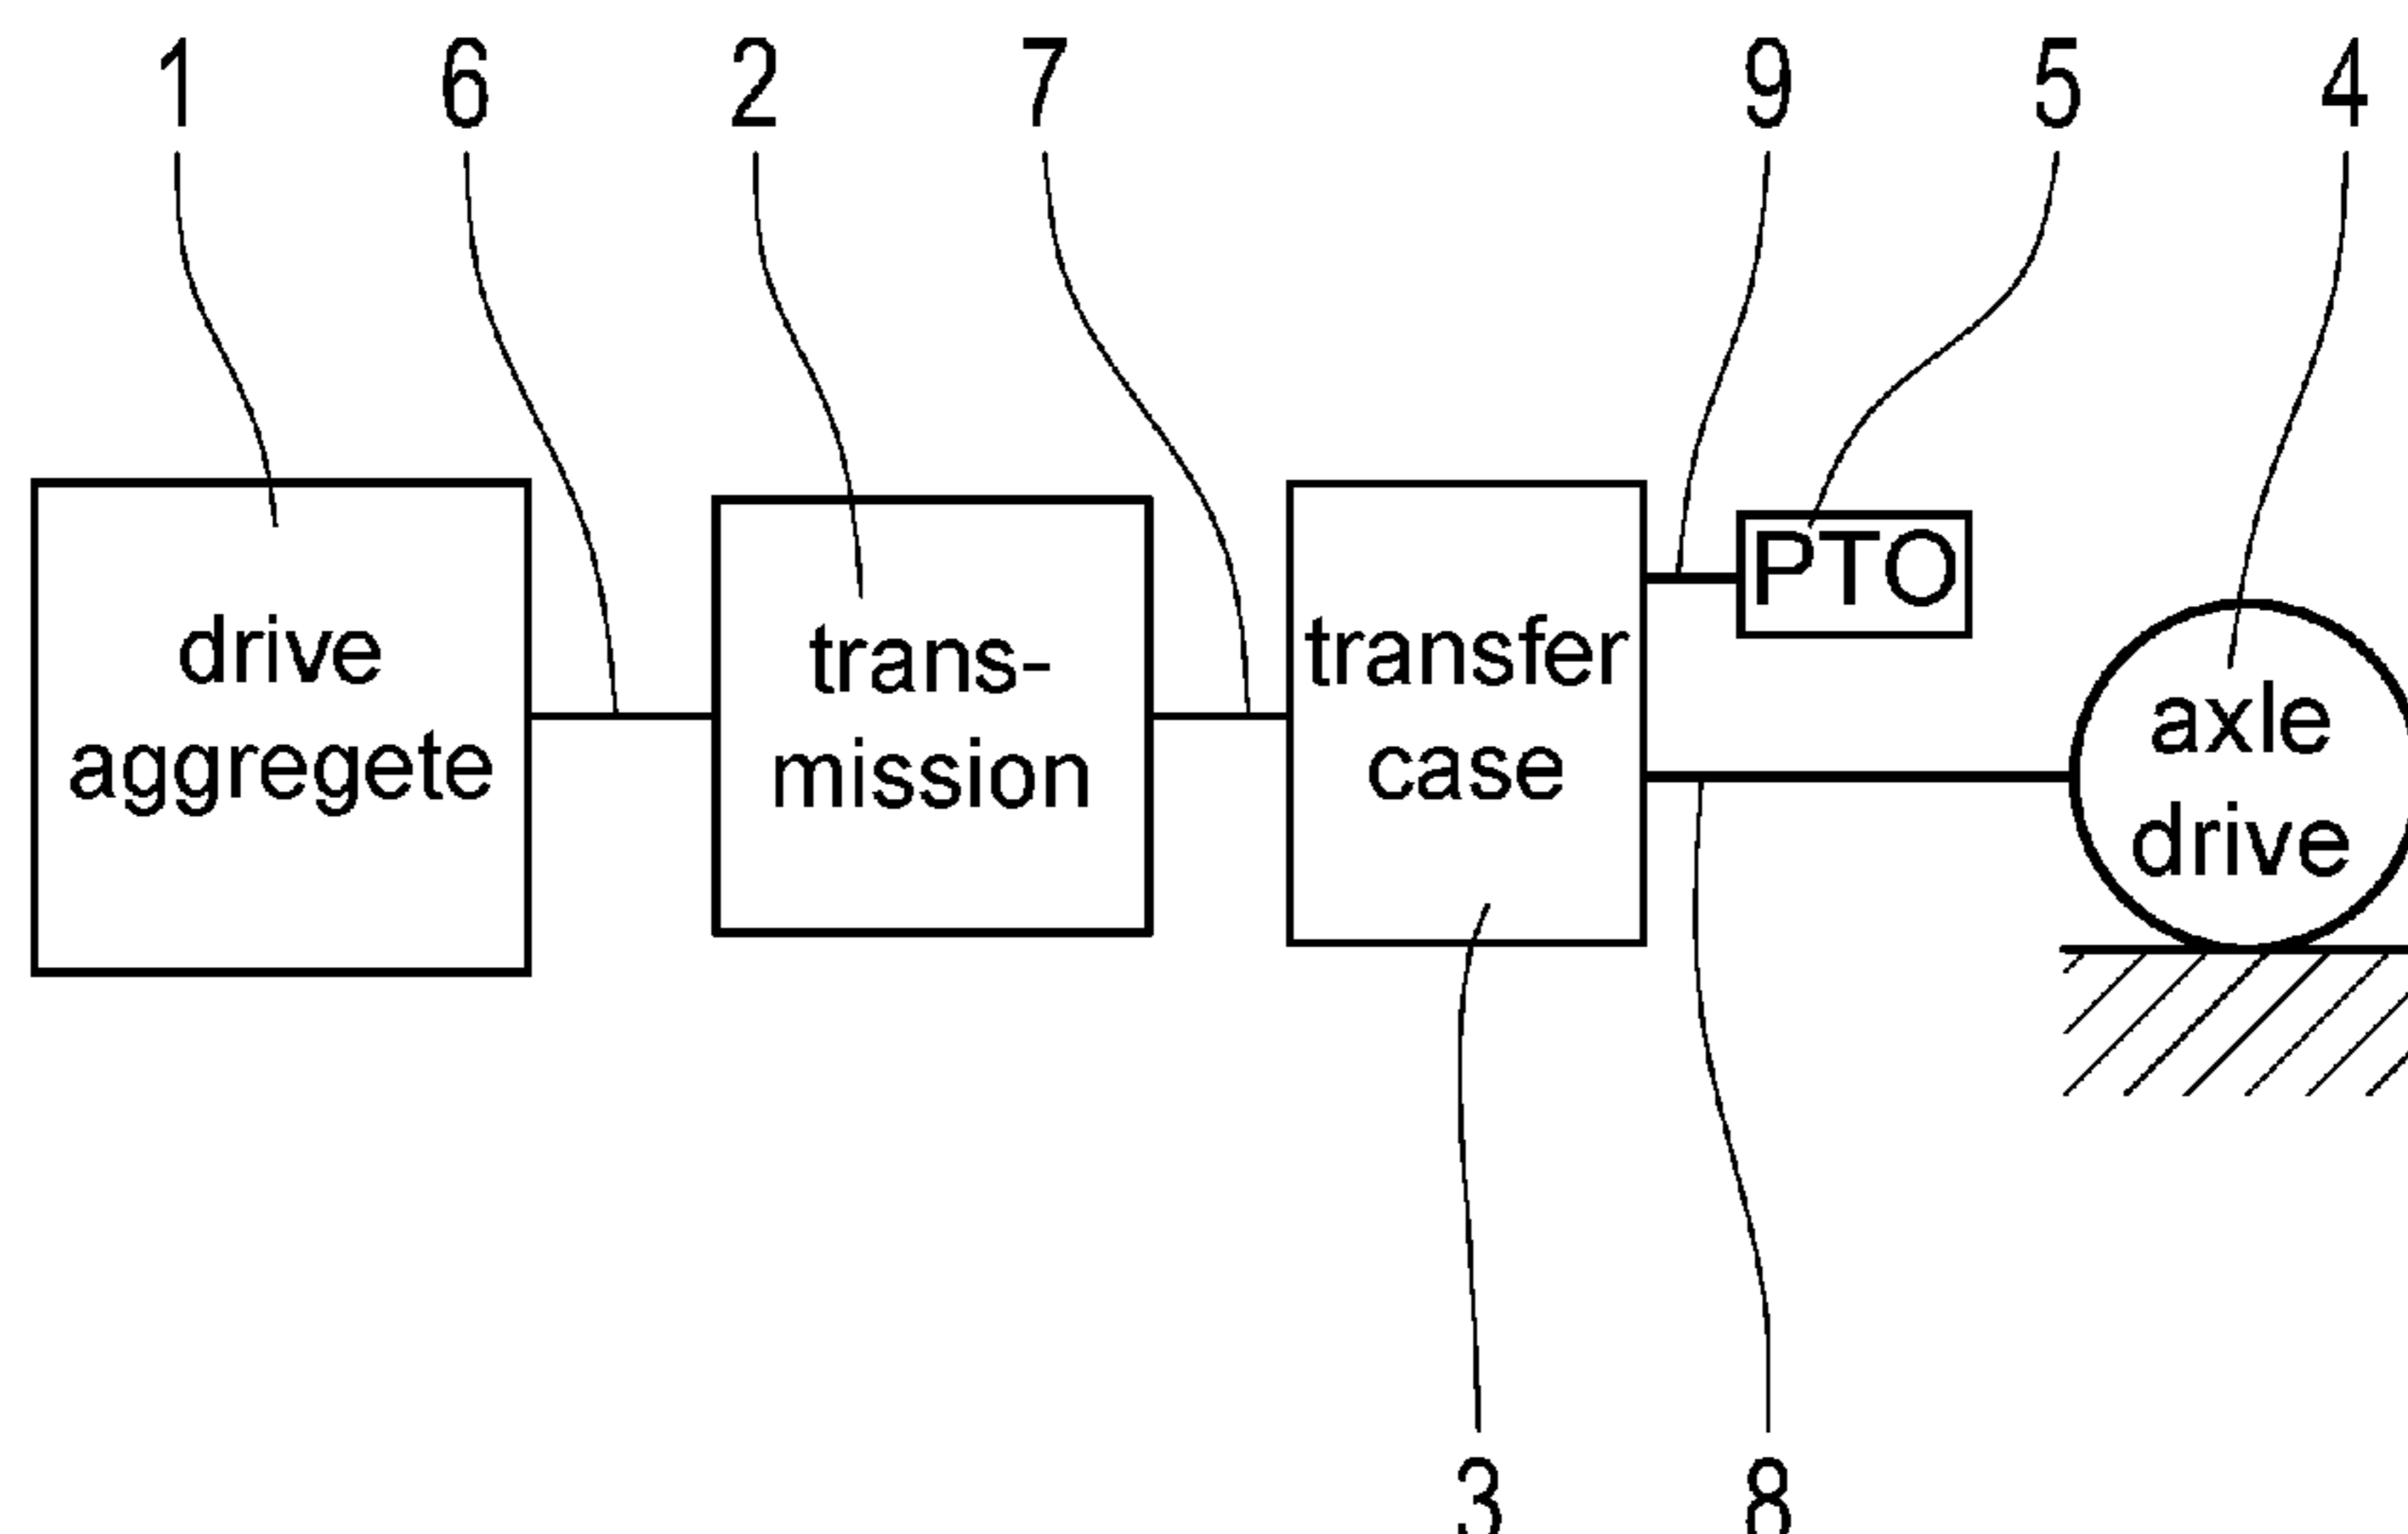 1 6 2 7 9 5 4
drive
aggregete
trans-
mission
transfer
case
PTO
axle
drive
3 8